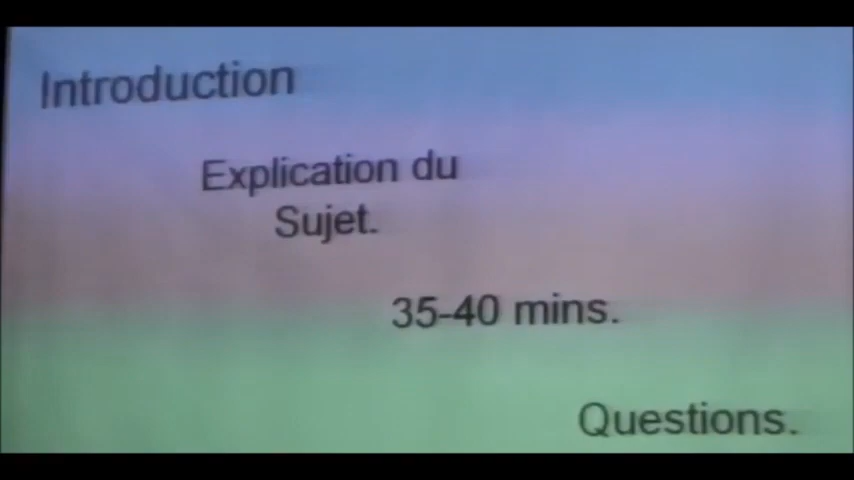 Introduction
Explication du
Sujet.
35-40 mins.
Questions.